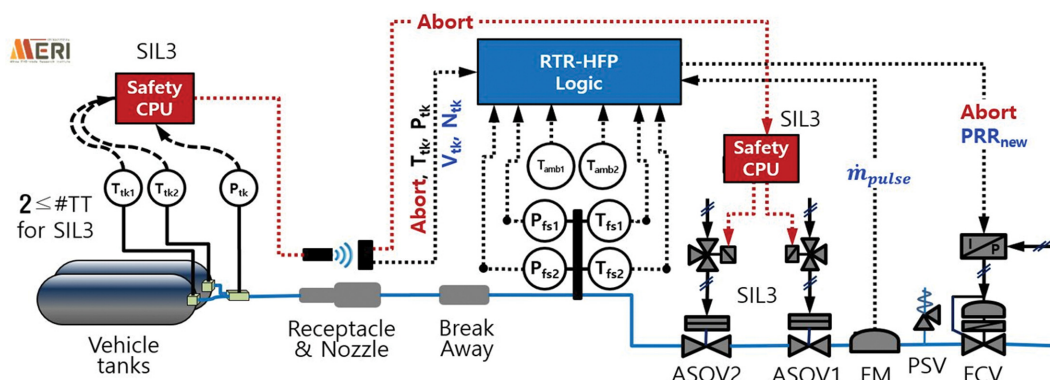 MERI
SIL3
Safety
CPU
T_tk1
T_tk2
P_tk
2 ≤ #TT
for SIL3
Vehicle
tanks
Receptacle
& Nozzle
Break
Away
Abort
Abort, T_tk, P_tk
V_tk, N_tk
RTR-HFP
Logic
T_amb1
T_amb2
P_fs1
T_fs1
P_fs2
T_fs2
SIL3
Safety
CPU
SIL3
ASOV2
ASOV1
FM
PSV
FCV
ṁ_pulse
Abort
PRR_new
I
P